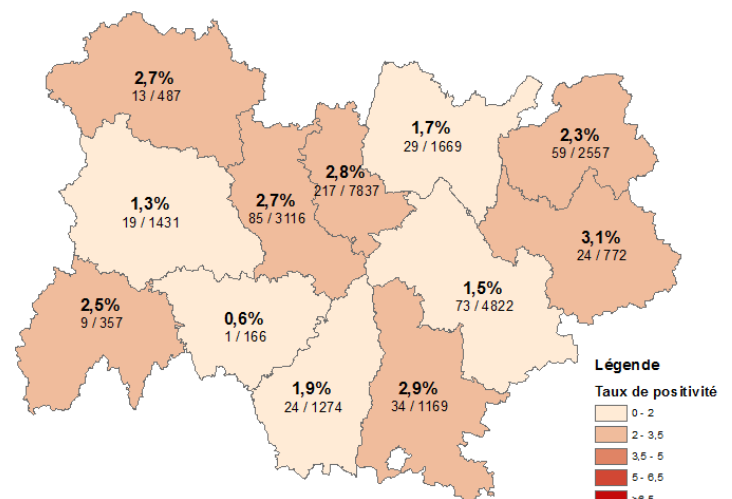 2,7%
13 / 487
1,7%
29 / 1669
2,3%
59 / 2557
2,8%
217 / 7837
1,3%
19 / 1431
2,7%
85 / 3116
3,1%
24 / 772
2,5%
9 / 357
0,6%
1 / 166
1,5%
73 / 4822
1,9%
24 / 1274
2,9%
34 / 1169
Légende
Taux de positivité
0 - 2
2 - 3,5
3,5 - 5
5 - 6,5
>6,5